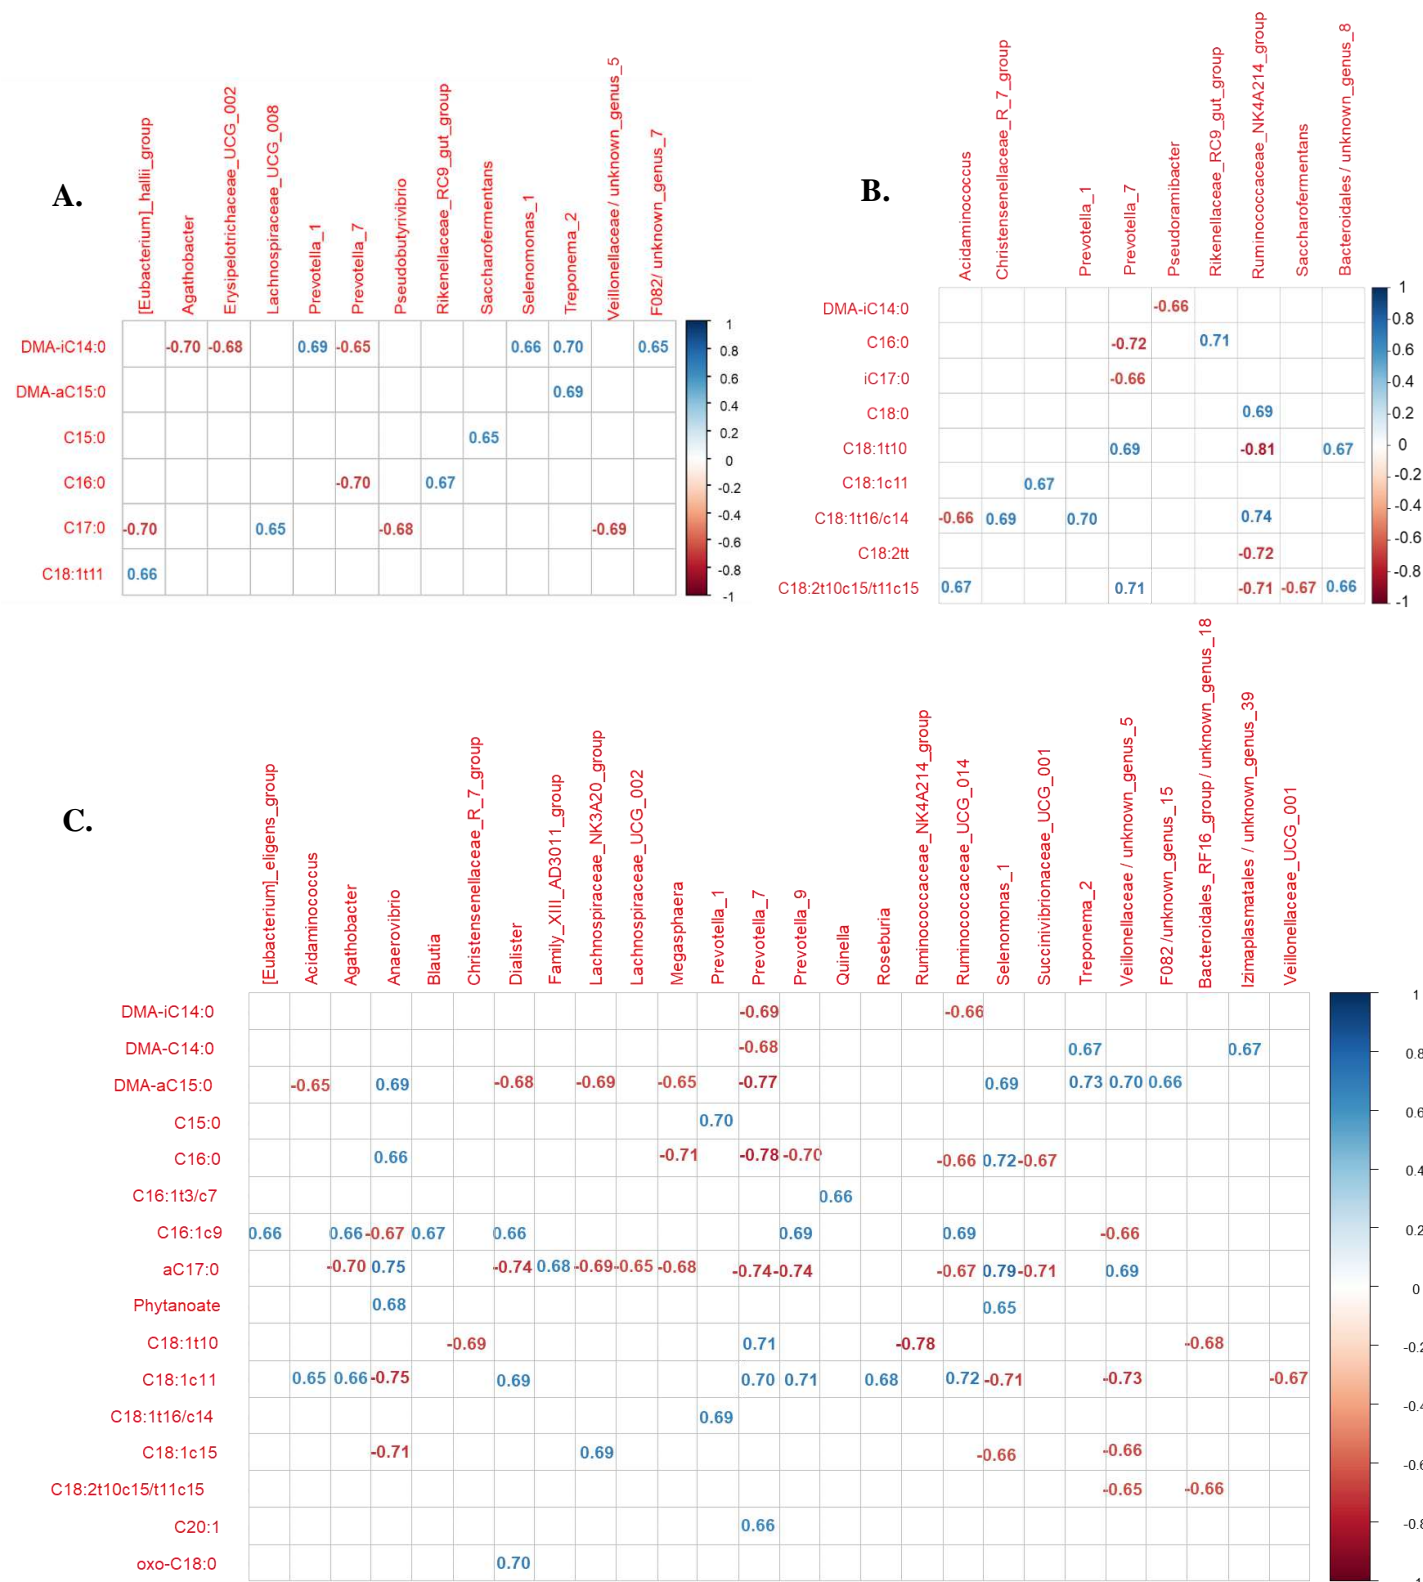 A.
[Eubacterium]_hallii_group
Agathobacter
Erysipelotrichaceae_UCG_002
Lachnospiraceae_UCG_008
Prevotella_1
Prevotella_7
Pseudobutyrivibrio
Rikenellaceae_RC9_gut_group
Saccharofermentans
Selenomonas_1
Treponema_2
Veillonellaceae / unknown_genus_5
F082/ unknown_genus_7
DMA-iC14:0 -0.70 -0.68 0.69 -0.65 0.66 0.70 0.65
DMA-aC15:0 0.69
C15:0 0.65
C16:0 -0.70 0.67
C17:0 -0.70 0.65 -0.68 -0.69
C18:1t11 0.66
1
0.8
0.6
0.4
0.2
0
-0.2
-0.4
-0.6
-0.8
-1
B.
Acidaminococcus
Christensenellaceae_R_7_group
Prevotella_1
Prevotella_7
Pseudoramibacter
Rikenellaceae_RC9_gut_group
Ruminococcaceae_NK4A214_group
Saccharofermentans
Bacteroidales / unknown_genus_8
DMA-iC14:0 -0.66
C16:0 -0.72 0.71
iC17:0 -0.66
C18:0 0.69
C18:1t10 0.69 -0.81 0.67
C18:1c11 0.67
C18:1t16/c14 -0.66 0.69 0.70 0.74
C18:2tt -0.72
C18:2t10c15/t11c15 0.67 0.71 -0.71 -0.67 0.66
1
0.8
0.6
0.4
0.2
0
-0.2
-0.4
-0.6
-0.8
-1
C.
[Eubacterium]_eligens_group
Acidaminococcus
Agathobacter
Anaerovibrio
Blautia
Christensenellaceae_R_7_group
Dialister
Family_XIII_AD3011_group
Lachnospiraceae_NK3A20_group
Lachnospiraceae_UCG_002
Megasphaera
Prevotella_1
Prevotella_7
Prevotella_9
Quinella
Roseburia
Ruminococcaceae_NK4A214_group
Ruminococcaceae_UCG_014
Selenomonas_1
Succinivibrionaceae_UCG_001
Treponema_2
Veillonellaceae / unknown_genus_5
F082 /unknown_genus_15
Bacteroidales_RF16_group / unknown_genus_18
Izimaplasmatales / unknown_genus_39
Veillonellaceae_UCG_001
DMA-iC14:0 -0.69 -0.66
DMA-C14:0 -0.68 0.67 0.67
DMA-aC15:0 -0.65 0.69 -0.68 -0.69 -0.65 -0.77 0.69 0.73 0.70 0.66
C15:0 0.70
C16:0 0.66 -0.71 -0.78 -0.70 -0.66 0.72 -0.67
C16:1t3/c7 0.66
C16:1c9 0.66 0.66 -0.67 0.67 0.66 0.69 0.69 -0.66
aC17:0 -0.70 0.75 -0.74 0.68 -0.69 -0.65 -0.68 -0.74 -0.74 -0.67 0.79 -0.71 0.69
Phytanoate 0.68 0.65
C18:1t10 -0.69 0.71 -0.78 -0.68
C18:1c11 0.65 0.66 -0.75 0.69 0.70 0.71 0.68 0.72 -0.71 -0.73 -0.67
C18:1t16/c14 0.69
C18:1c15 -0.71 0.69 -0.66 -0.66
C18:2t10c15/t11c15 -0.65 -0.66
C20:1 0.66
oxo-C18:0 0.70
1
0.8
0.6
0.4
0.2
0
-0.2
-0.4
-0.6
-0.8